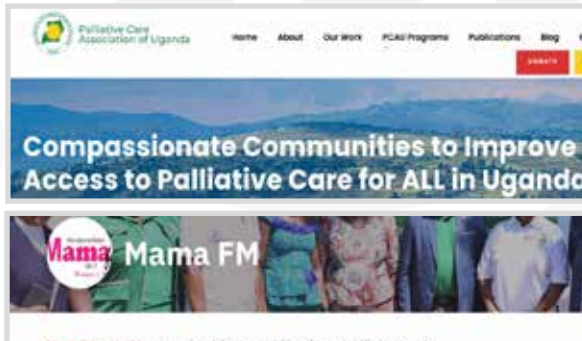 Palliative Care
Association of Uganda
Home About Our Work PCAU Programs Publications Blog
DONATE
Compassionate Communities to Improve
Access to Palliative Care for ALL in Uganda
Mama
Mama FM